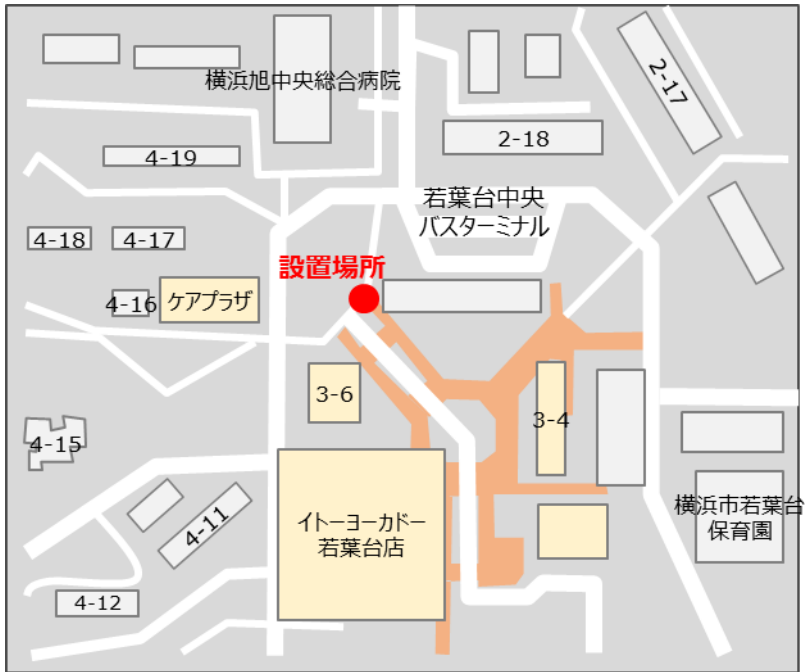 横浜旭中央総合病院
2-17
2-18
4-19
若葉台中央
バスターミナル
4-18
4-17
設置場所
4-16
ケアプラザ
3-6
3-4
4-15
イトーヨーカドー
若葉台店
横浜市若葉台
保育園
4-11
4-12